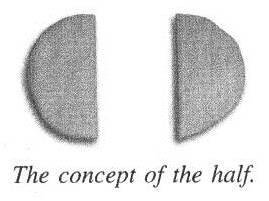 The concept of the half.